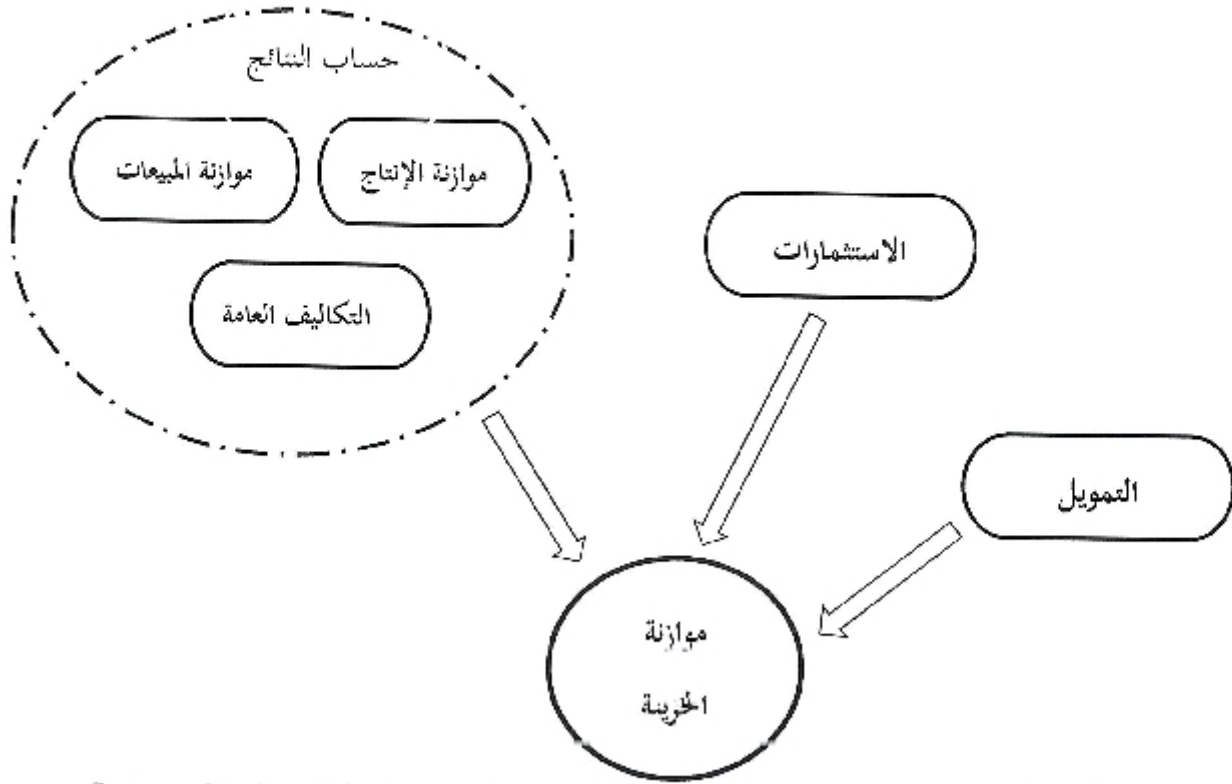 حساب النتائج
موازنة الإنتاج
موازنة المبيعات
التكاليف العامة
الاستثمارات
التمويل
موازنة
الخزينة